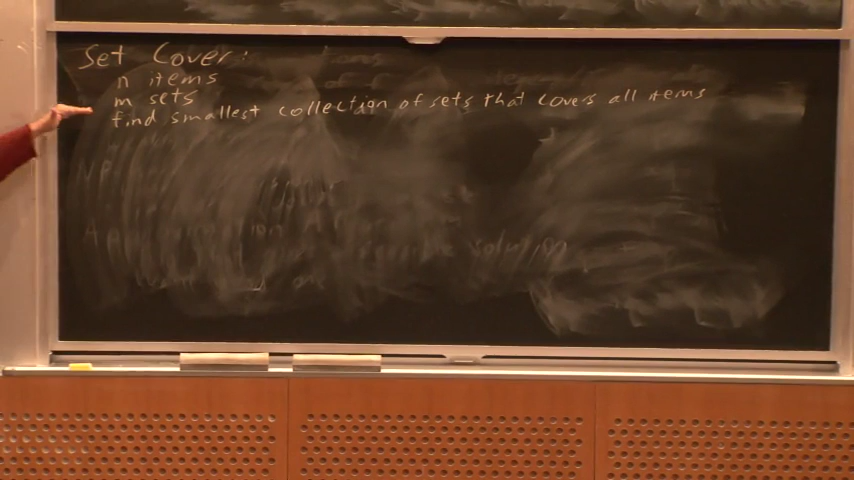 Set Cover:
n items
m sets
find smallest collection of sets that covers all items